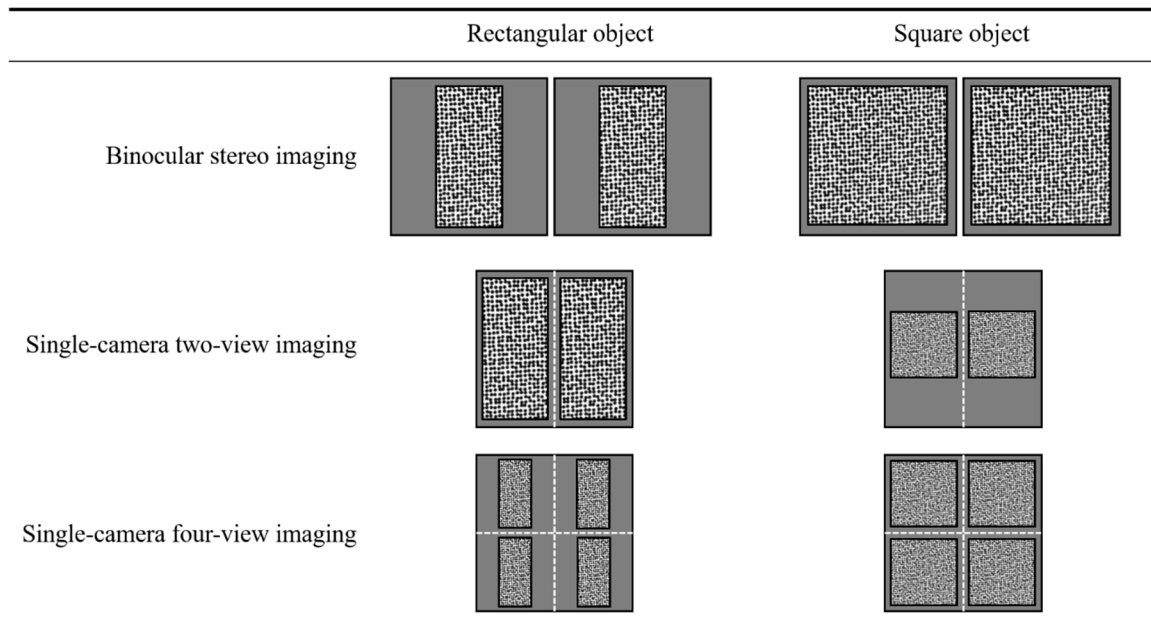 Rectangular object
Square object
Binocular stereo imaging
Single-camera two-view imaging
Single-camera four-view imaging